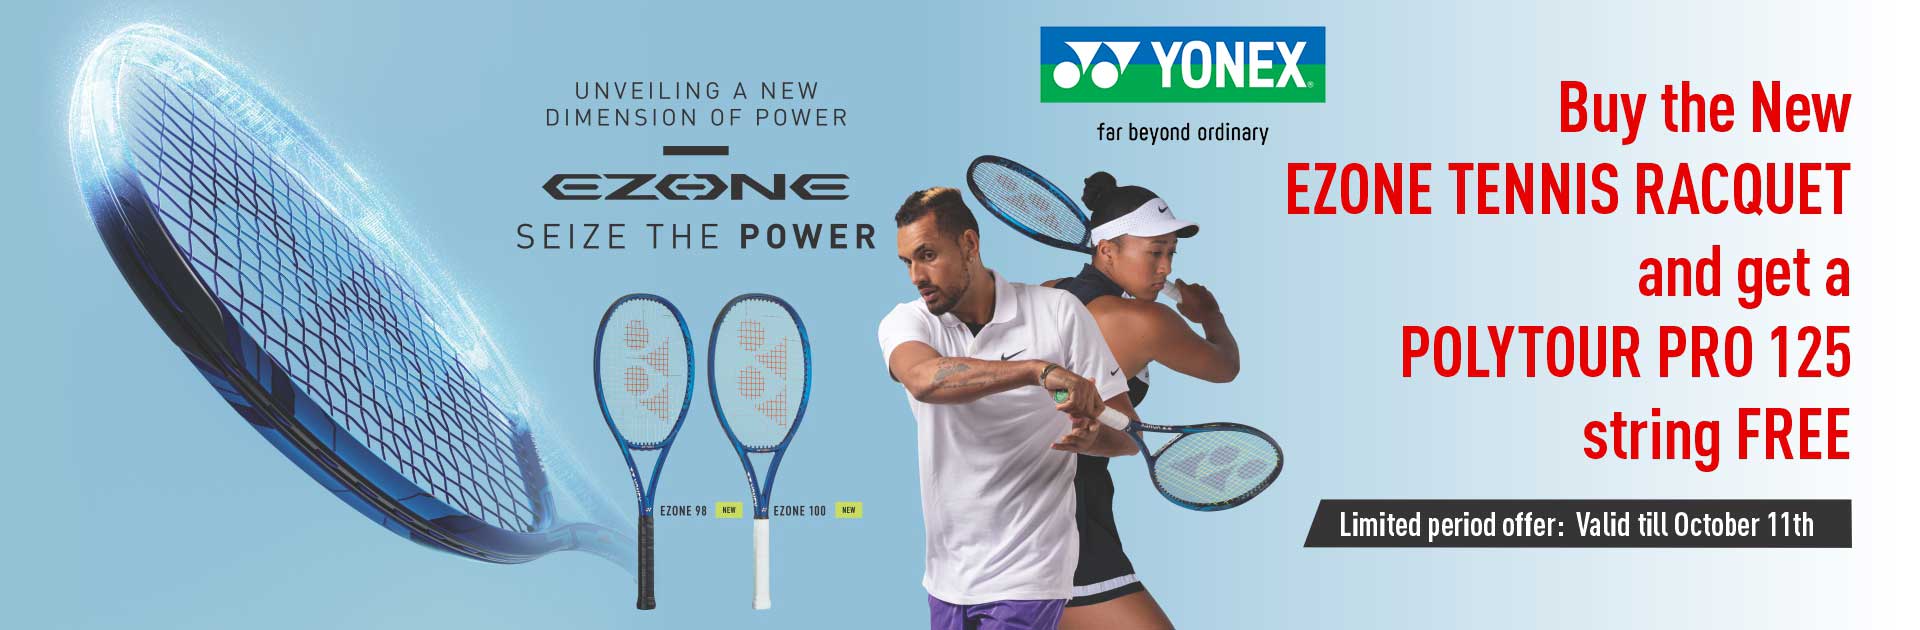 UNVEILING A NEW
DIMENSION OF POWER
EZONE
SEIZE THE POWER
EZONE 98 NEW
EZONE 100 NEW
YONEX
far beyond ordinary
YONEX
Buy the New
EZONE TENNIS RACQUET
and get a
POLYTOUR PRO 125
string FREE
Limited period offer: Valid till October 11th